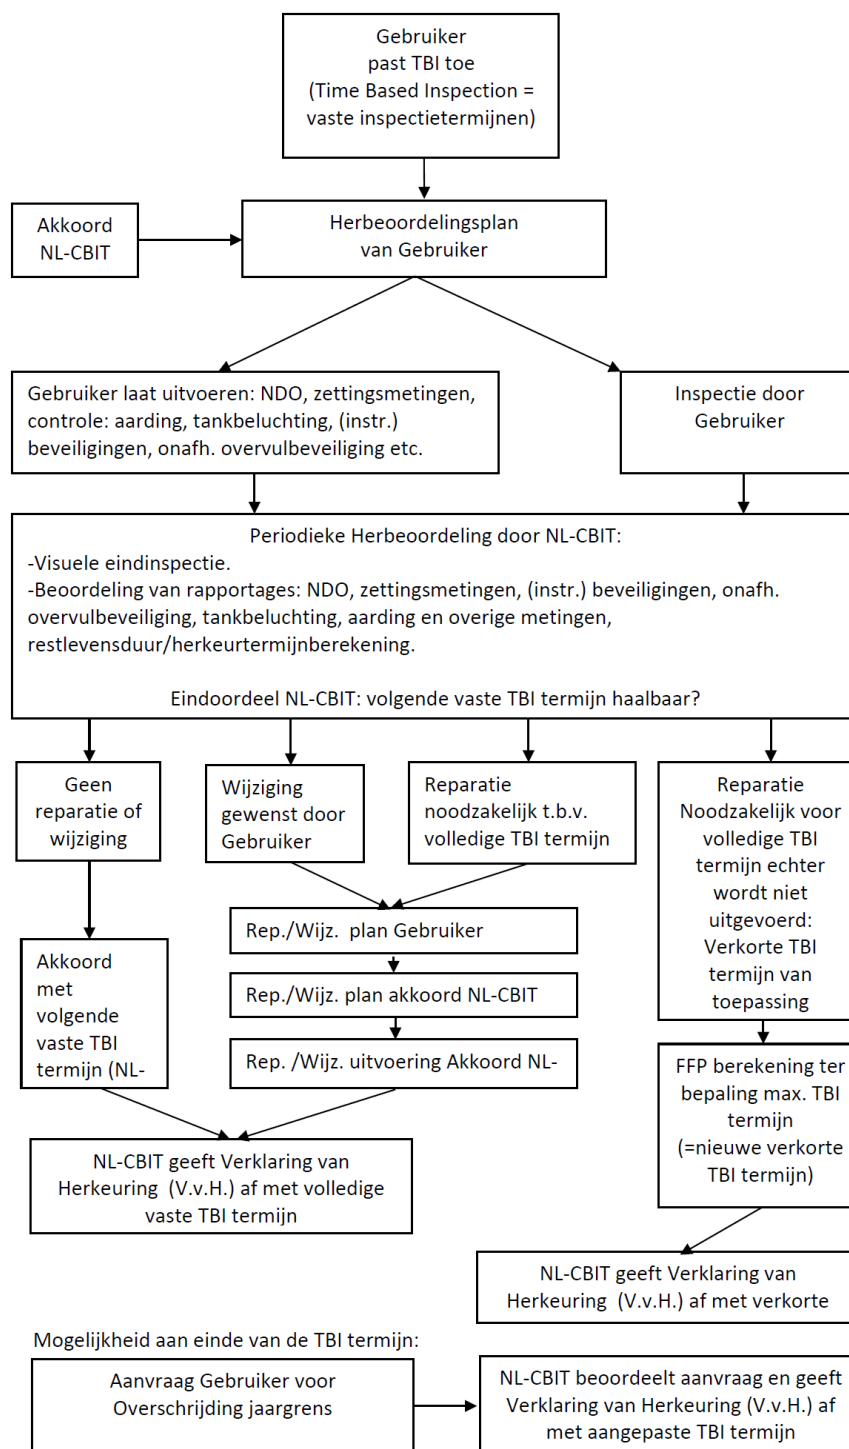 Gebruiker
past TBI toe
(Time Based Inspection =
vaste inspectietermijnen)
Akkoord
NL-CBIT
Herbeoordelingsplan
van Gebruiker
Gebruiker laat uitvoeren: NDO, zettingsmetingen,
controle: aarding, tankbeluchting, (instr.)
beveiligingen, onafh. overvulbeveiliging etc.
Inspectie door
Gebruiker
Periodieke Herbeoordeling door NL-CBIT:
-Visuele eindinspectie.
-Beoordeling van rapportages: NDO, zettingsmetingen, (instr.) beveiligingen, onafh.
overvulbeveiliging, tankbeluchting, aarding en overige metingen,
restlevensduur/herkeurtermijnberekening.
Eindoordeel NL-CBIT: volgende vaste TBI termijn haalbaar?
Geen
reparatie of
wijziging
Wijziging
gewenst door
Gebruiker
Reparatie
noodzakelijk t.b.v.
volledige TBI termijn
Reparatie
Noodzakelijk voor
volledige TBI
termijn echter
wordt niet
uitgevoerd:
Verkorte TBI
termijn van
toepassing
Akkoord
met
volgende
vaste TBI
termijn (NL-
Rep./Wijz. plan Gebruiker
Rep./Wijz. plan akkoord NL-CBIT
Rep. /Wijz. uitvoering Akkoord NL-
FFP berekening ter
bepaling max. TBI
termijn
(=nieuwe verkorte
TBI termijn)
NL-CBIT geeft Verklaring van
Herkeuring (V.v.H.) af met volledige
vaste TBI termijn
NL-CBIT geeft Verklaring van
Herkeuring (V.v.H.) af met verkorte
Mogelijkheid aan einde van de TBI termijn:
Aanvraag Gebruiker voor
Overschrijding jaargrens
NL-CBIT beoordeelt aanvraag en geeft
Verklaring van Herkeuring (V.v.H.) af
met aangepaste TBI termijn